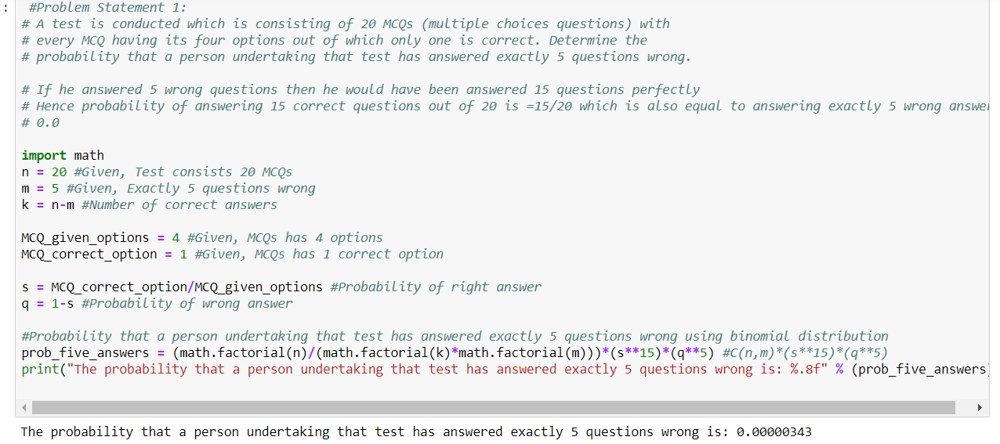 :
#Problem Statement 1:
# A test is conducted which is consisting of 20 MCQs (multiple choices questions) with
# every MCQ having its four options out of which only one is correct. Determine the
# probability that a person undertaking that test has answered exactly 5 questions wrong.
# If he answered 5 wrong questions then he would have been answered 15 questions perfectly
# Hence probability of answering 15 correct questions out of 20 is =15/20 which is also equal to answering exactly 5 wrong
# 0.0
import math
n = 20 #Given, Test consists 20 MCQs
m = 5 #Given, Exactly 5 questions wrong
k = n-m #Number of correct answers
MCQ_given_options = 4 #Given, MCQs has 4 options
MCQ_correct_option = 1 #Given, MCQs has 1 correct option
s = MCQ_correct_option/MCQ_given_options #Probability of right answer
q = 1-s #Probability of wrong answer
#Probability that a person undertaking that test has answered exactly 5 questions wrong using binomial distribution
prob_five_answers = (math.factorial(n)/(math.factorial(k)*math.factorial(m)))*(s**15)*(q**5) #C(n,m)*(s**15)*(q**5)
print("The probability that a person undertaking that test has answered exactly 5 questions wrong is: %.8f" % (prob_five_answers)
The probability that a person undertaking that test has answered exactly 5 questions wrong is: 0.00000343